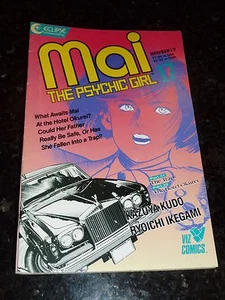 ECLIPSE
mai
THE PSYCHIC GIRL
What Awaits Mai
At the Hotel Okura?
Could Her Father
Really Be Safe, Or Has
She Fallen Into a Trap?
KAZUYA KUDO
RYOICHI IKEGAMI
VIZ
COMICS